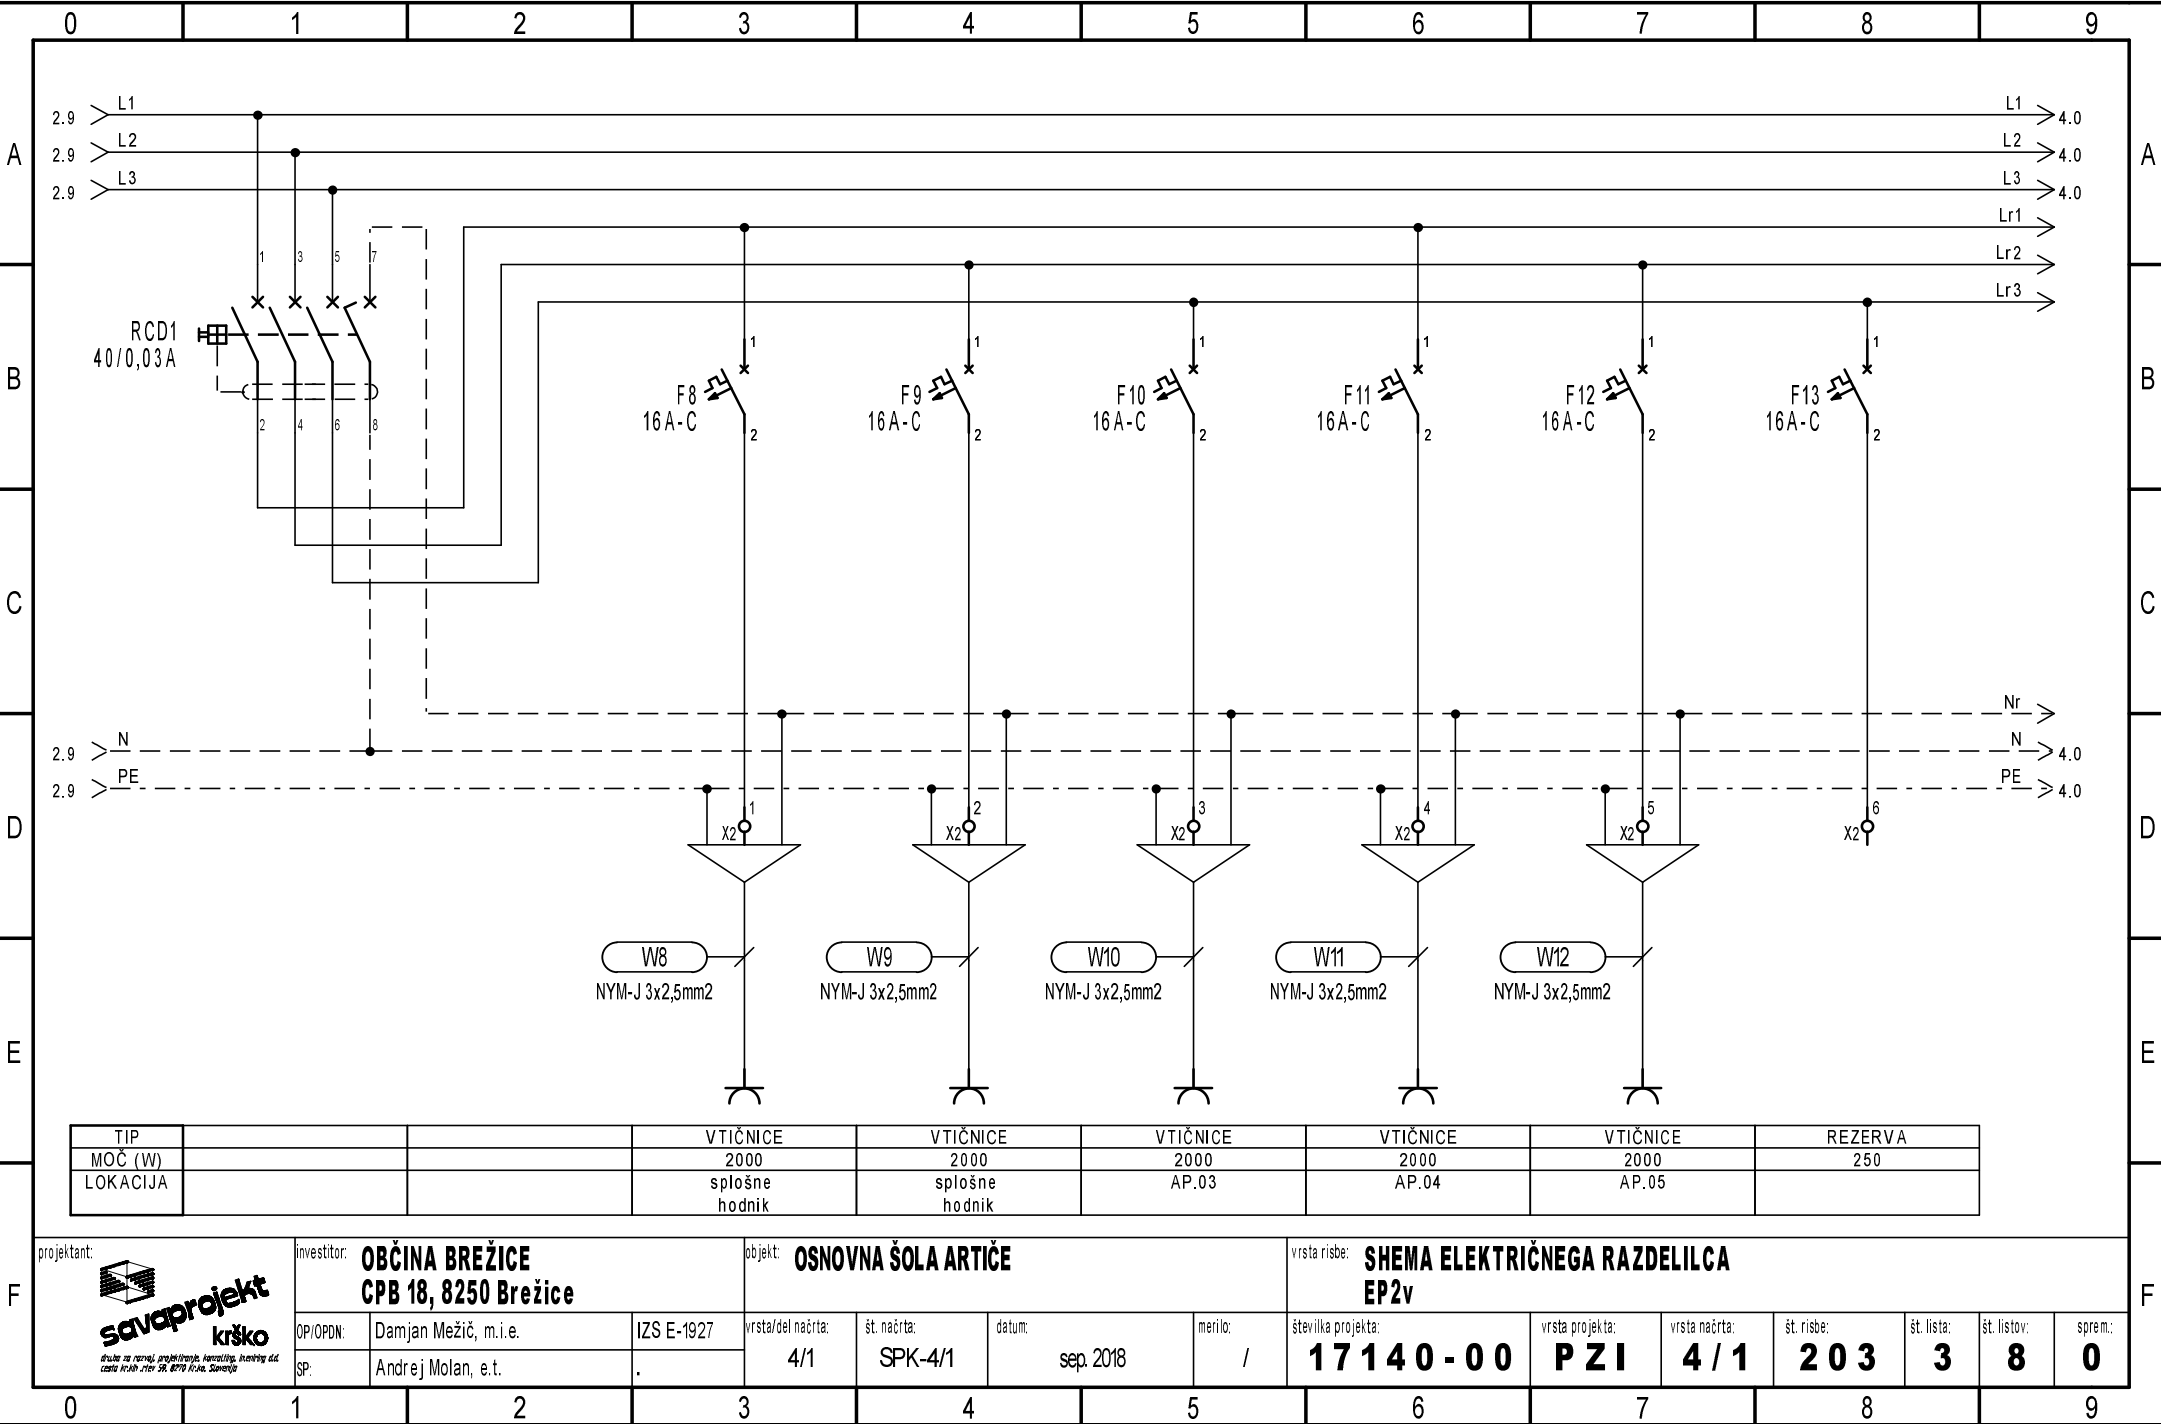 0 1 2 3 4 5 6 7 8 9
A A
B B
C C
D D
E E
F F
2.9 L1 L1 4.0
2.9 L2 L2 4.0
2.9 L3 L3 4.0
Lr1
Lr2
Lr3
1 3 5 7
RCD1
40/0,03A
2 4 6 8
1 1 1 1 1 1
F8 F9 F10 F11 F12 F13
16A-C 16A-C 16A-C 16A-C 16A-C 16A-C
2 2 2 2 2 2
Nr
2.9 N N 4.0
2.9 PE PE 4.0
1 2 3 4 5 6
X2 X2 X2 X2 X2 X2
W8 W9 W10 W11 W12
NYM-J 3x2,5mm2 NYM-J 3x2,5mm2 NYM-J 3x2,5mm2 NYM-J 3x2,5mm2 NYM-J 3x2,5mm2
TIP VTIČNICE VTIČNICE VTIČNICE VTIČNICE VTIČNICE REZERVA
MOČ (W) 2000 2000 2000 2000 2000 250
LOKACIJA splošne splošne AP.03 AP.04 AP.05
hodnik hodnik
projektant:
savaprojekt
krško
investitor: OBČINA BREŽICE
CPB 18, 8250 Brežice
objekt: OSNOVNA ŠOLA ARTIČE
vrsta risbe: SHEMA ELEKTRIČNEGA RAZDELILCA
EP2v
OP/OPDN: Damjan Mežič, m.i.e. IZS E-1927
SP: Andrej Molan, e.t. .
vrsta/del načrta: 4/1
št. načrta: SPK-4/1
datum: sep. 2018
merilo: /
številka projekta: 17140-00
vrsta projekta: PZI
vrsta načrta: 4/1
št. risbe: 203
št. lista: 3
št. listov: 8
sprem.: 0
0 1 2 3 4 5 6 7 8 9